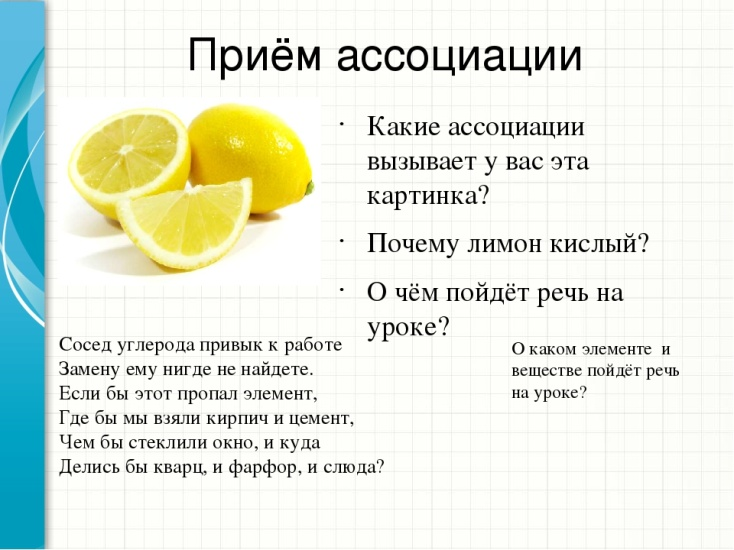 Приём ассоциации
· Какие ассоциации
вызывает у вас эта
картинка?
· Почему лимон кислый?
· О чём пойдёт речь на
уроке?
Сосед углерода привык к работе
Замену ему нигде не найдете.
Если бы этот пропал элемент,
Где бы мы взяли кирпич и цемент,
Чем бы стеклили окно, и куда
Делись бы кварц, и фарфор, и слюда?
О каком элементе и
веществе пойдёт речь
на уроке?